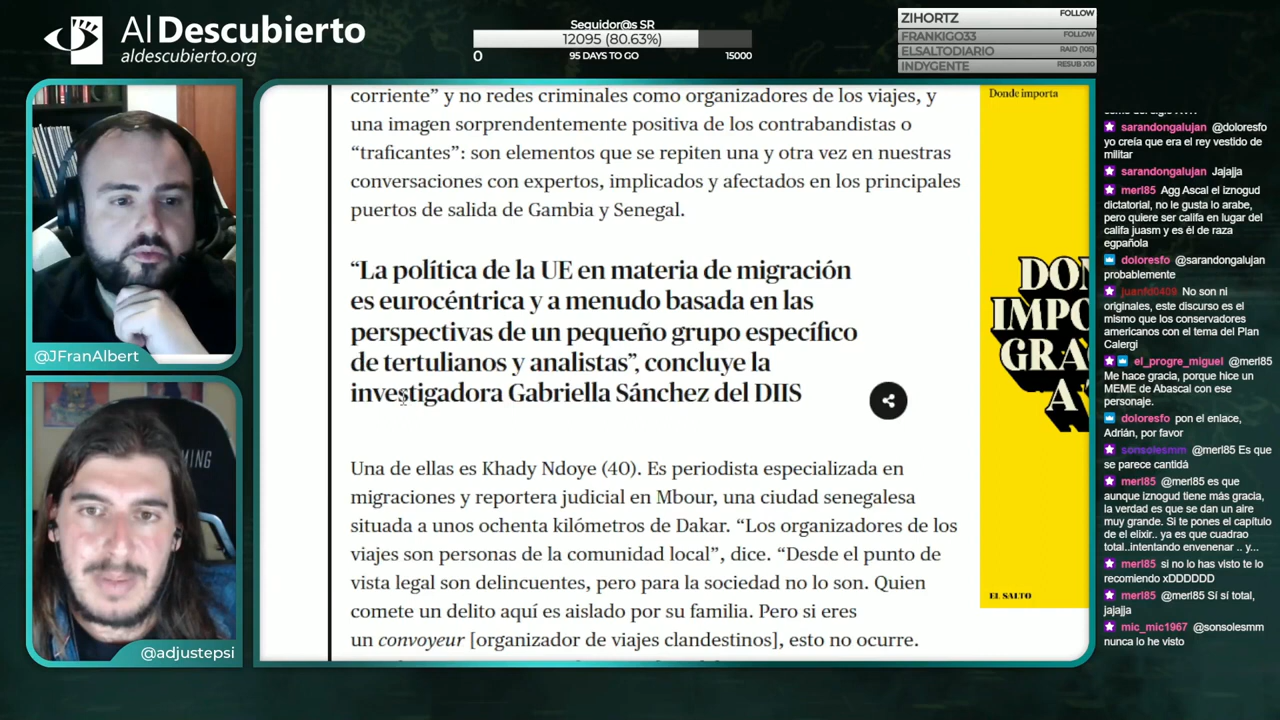 Al Descubierto
aldescubierto.org
Seguidor@s SR
12095 (80.63%)
0
95 DAYS TO GO
15000
ZIHORTZ
FOLLOW
FRANKIGO33
FOLLOW
ELSALTODIARIO
RAID (105)
INDYGENTE
RESUB X10
@JFranAlbert
@adjustepsi
corriente” y no redes criminales como organizadores de los viajes, y
una imagen sorprendentemente positiva de los contrabandistas o
“traficantes”: son elementos que se repiten una y otra vez en nuestras
conversaciones con expertos, implicados y afectados en los principales
puertos de salida de Gambia y Senegal.
“La política de la UE en materia de migración
es eurocéntrica y a menudo basada en las
perspectivas de un pequeño grupo específico
de tertulianos y analistas”, concluye la
investigadora Gabriella Sánchez del DIIS
Una de ellas es Khady Ndoye (40). Es periodista especializada en
migraciones y reportera judicial en Mbour, una ciudad senegalesa
situada a unos ochenta kilómetros de Dakar. “Los organizadores de los
viajes son personas de la comunidad local”, dice. “Desde el punto de
vista legal son delincuentes, pero para la sociedad no lo son. Quien
comete un delito aquí es aislado por su familia. Pero si eres
un convoyeur [organizador de viajes clandestinos], esto no ocurre.
Donde importa
DON
IMPO
GRA
A
EL SALTO
sarandongalujan @doloresfo
yo creía que era el rey vestido de
militar
sarandongalujan Jajajja
merl85 Agg Ascal el iznogud
dictatorial, no le gusta lo arabe,
pero quiere ser califa en lugar del
califa juasm y es él de raza
egpañola
doloresfo @sarandongalujan
probablemente
juanfd0409 No son ni
originales, este discurso es el
mismo que los conservadores
americanos con el tema del Plan
Calergi
el_progre_miguel @merl85
Me hace gracia, porque hice un
MEME de Abascal con ese
personaje.
doloresfo pon el enlace,
Adrián, por favor
sonsolesmm @merl85 Es que
se parece cantidá
merl85 @merl85 es que
aunque iznogud tiene más gracia,
la verdad es que se dan un aire
muy grande. Si te pones el capítulo
de el elixir.. ya es que cuadrao
total..intentando envenenar .. y...
merl85 si no lo has visto te lo
recomiendo xDDDDDD
merl85 @merl85 Sí sí total,
jajajja
mic_mic1967 @sonsolesmm
nunca lo he visto